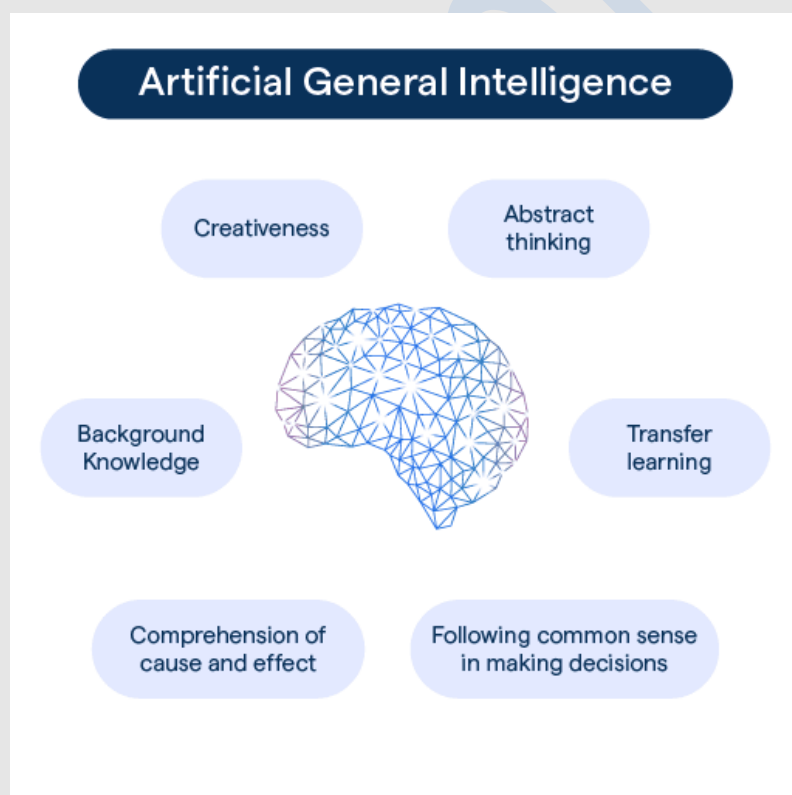 Artificial General Intelligence
Creativeness
Abstract
thinking
Background
Knowledge
Transfer
learning
Comprehension of
cause and effect
Following common sense
in making decisions